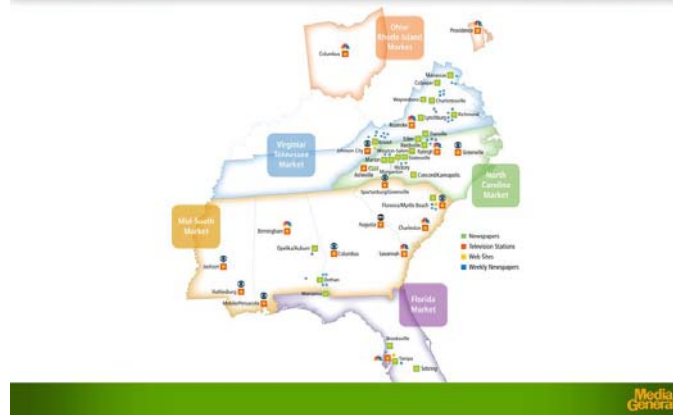 Ohio/
Rhode Island
Market
Providence
Columbus
Manassas
Culpeper
Waynesboro
Charlottesville
Lynchburg
Richmond
Roanoke
Danville
Virginia/
Tennessee
Market
Bristol
Eden
Reidsville
Johnson City
Winston-Salem
Raleigh
Greenville
Marion
Statesville
Hickory
Morganton
Asheville
Concord/Kannapolis
North
Carolina
Market
Spartanburg/Greenville
Florence/Myrtle Beach
Mid-South
Market
Birmingham
Augusta
Charleston
Opelika/Auburn
Columbus
Savannah
Jackson
Dothan
Hattiesburg
Marianna
Mobile/Pensacola
Newspapers
Television Stations
Web Sites
Weekly Newspapers
Florida
Market
Brooksville
Tampa
Sebring
Media
General